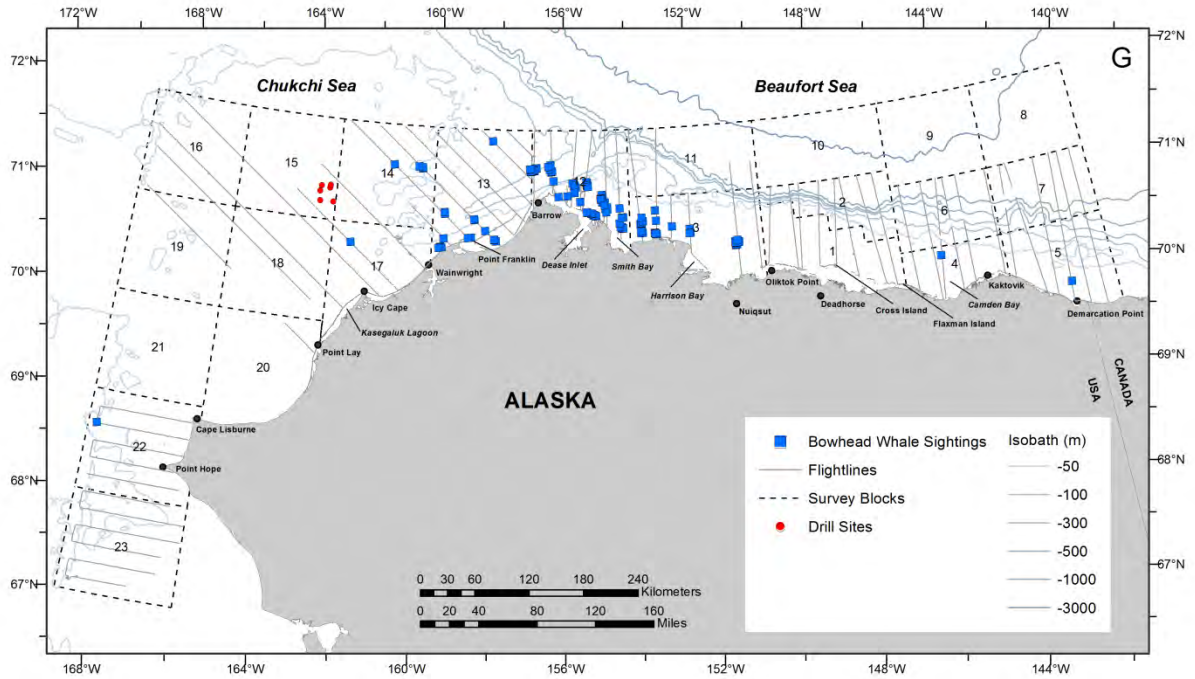 172°W 168°W 164°W 160°W 156°W 152°W 148°W 144°W 140°W
72°N 72°N
G
Chukchi Sea Beaufort Sea
8
9
10
71°N 71°N
16
15
14
13
12
11
7
2
6
3
1
4
5
19
18
17
Barrow
70°N 70°N
Point Franklin
Dease Inlet
Smith Bay
Wainwright
Harrison Bay
Oliktok Point
Kaktovik
Camden Bay
Icy Cape
Nuiqsut
Deadhorse
Cross Island
Flaxman Island
Demarcation Point
Kasegaluk Lagoon
21
20
Point Lay
69°N 69°N
USA
CANADA
ALASKA
Cape Lisburne
22
Point Hope
68°N 68°N
23
67°N 67°N
Bowhead Whale Sightings
Flightlines
Survey Blocks
Drill Sites
Isobath (m)
-50
-100
-300
-500
-1000
-3000
0 30 60 120 180 240
Kilometers
0 20 40 80 120 160
Miles
168°W 164°W 160°W 156°W 152°W 148°W 144°W